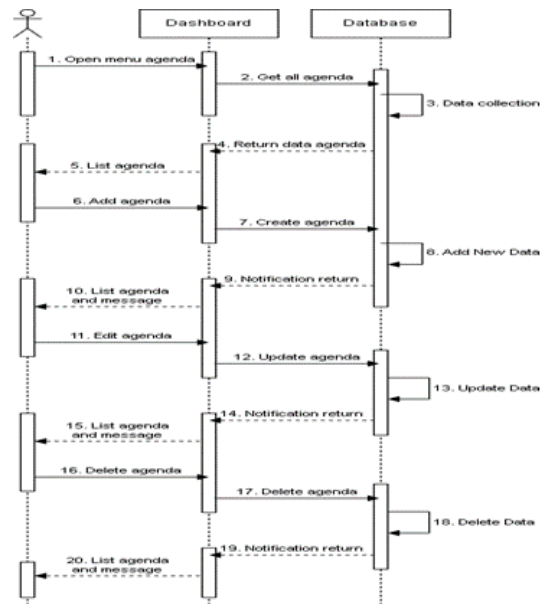 Dashboard
Database
1. Open menu agenda
2. Get all agenda
3. Data collection
4. Return data agenda
5. List agenda
6. Add agenda
7. Create agenda
8. Add New Data
9. Notification return
10. List agenda
and message
11. Edit agenda
12. Update agenda
13. Update Data
14. Notification return
15. List agenda
and message
16. Delete agenda
17. Delete agenda
18. Delete Data
19. Notification return
20. List agenda
and message